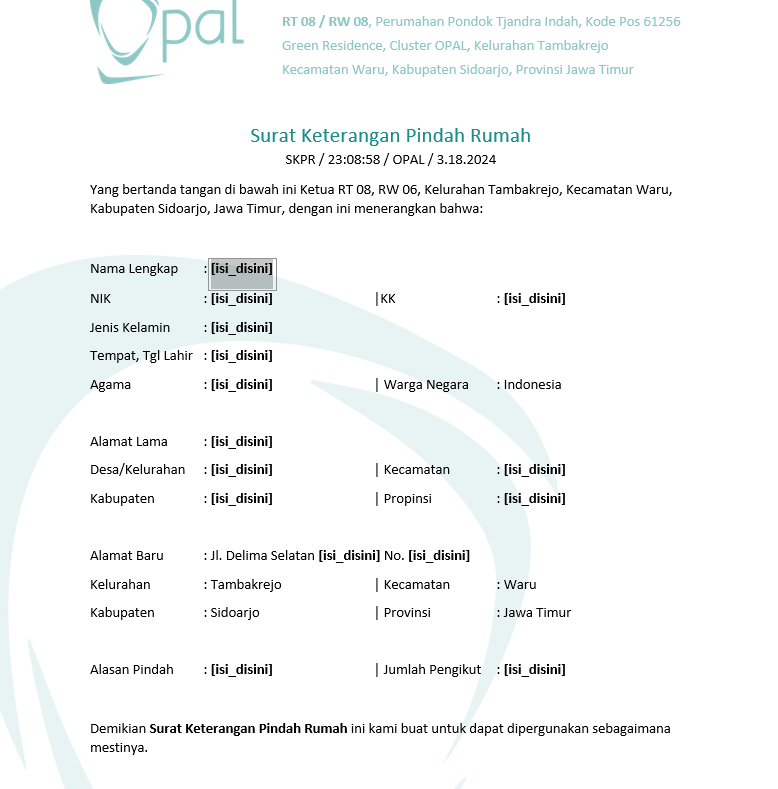 Opal
RT 08 / RW 08, Perumahan Pondok Tjandra Indah, Kode Pos 61256
Green Residence, Cluster OPAL, Kelurahan Tambakrejo
Kecamatan Waru, Kabupaten Sidoarjo, Provinsi Jawa Timur
Surat Keterangan Pindah Rumah
SKPR / 23:08:58 / OPAL / 3.18.2024
Yang bertanda tangan di bawah ini Ketua RT 08, RW 06, Kelurahan Tambakrejo, Kecamatan Waru,
Kabupaten Sidoarjo, Jawa Timur, dengan ini menerangkan bahwa:
Nama Lengkap : [isi_disini]
NIK : [isi_disini] |KK : [isi_disini]
Jenis Kelamin : [isi_disini]
Tempat, Tgl Lahir : [isi_disini]
Agama : [isi_disini] | Warga Negara : Indonesia
Alamat Lama : [isi_disini]
Desa/Kelurahan : [isi_disini] | Kecamatan : [isi_disini]
Kabupaten : [isi_disini] | Propinsi : [isi_disini]
Alamat Baru : Jl. Delima Selatan [isi_disini] No. [isi_disini]
Kelurahan : Tambakrejo | Kecamatan : Waru
Kabupaten : Sidoarjo | Provinsi : Jawa Timur
Alasan Pindah : [isi_disini] | Jumlah Pengikut : [isi_disini]
Demikian Surat Keterangan Pindah Rumah ini kami buat untuk dapat dipergunakan sebagaimana
mestinya.